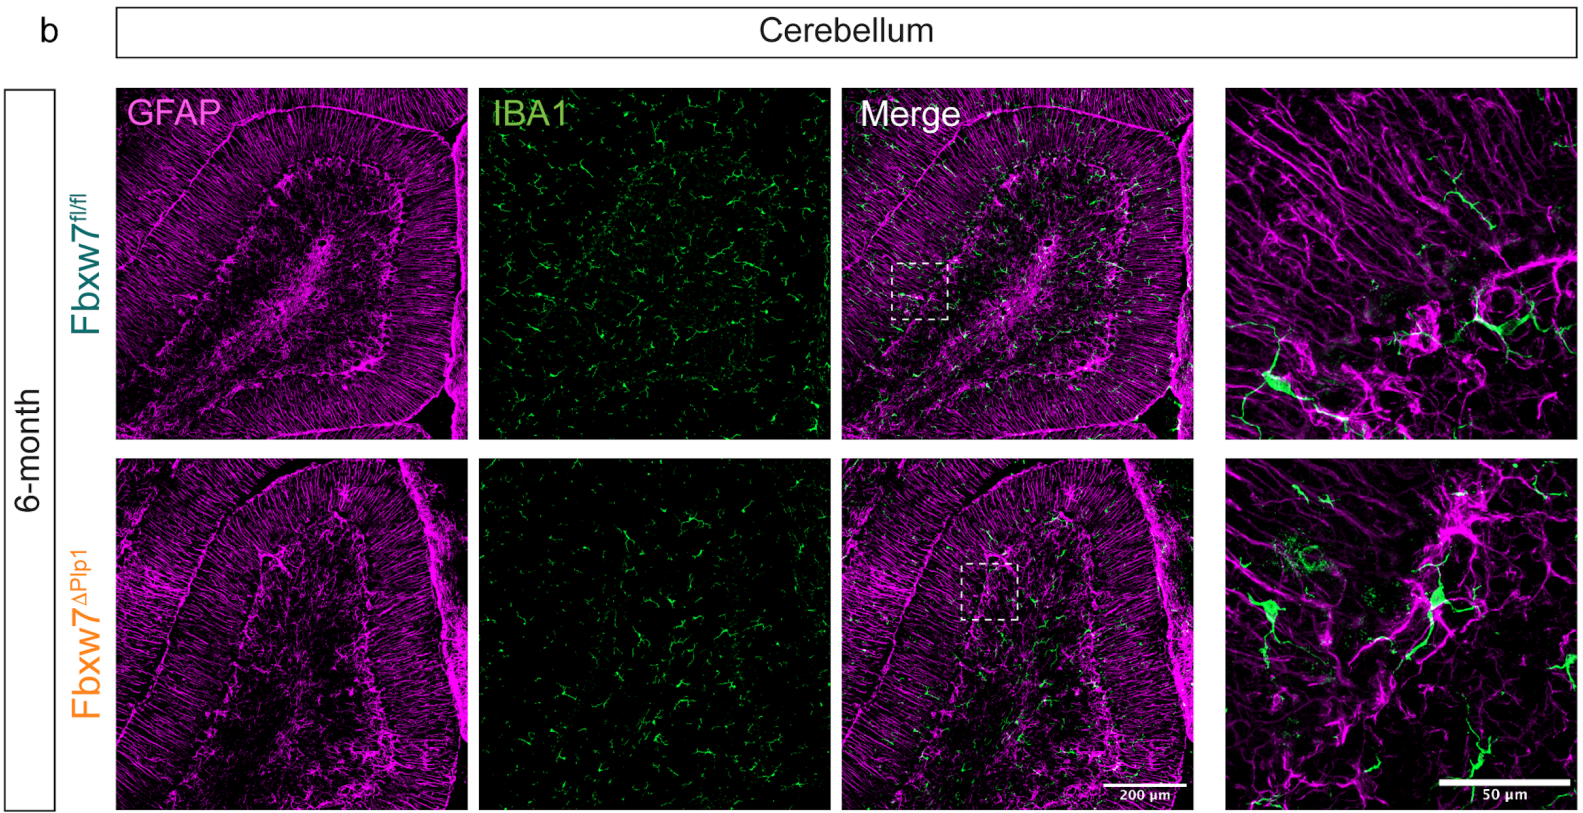 b
Cerebellum
GFAP
IBA1
Merge
6-month
Fbxw7fl/fl
Fbxw7ΔPlp1
200 µm
50 µm